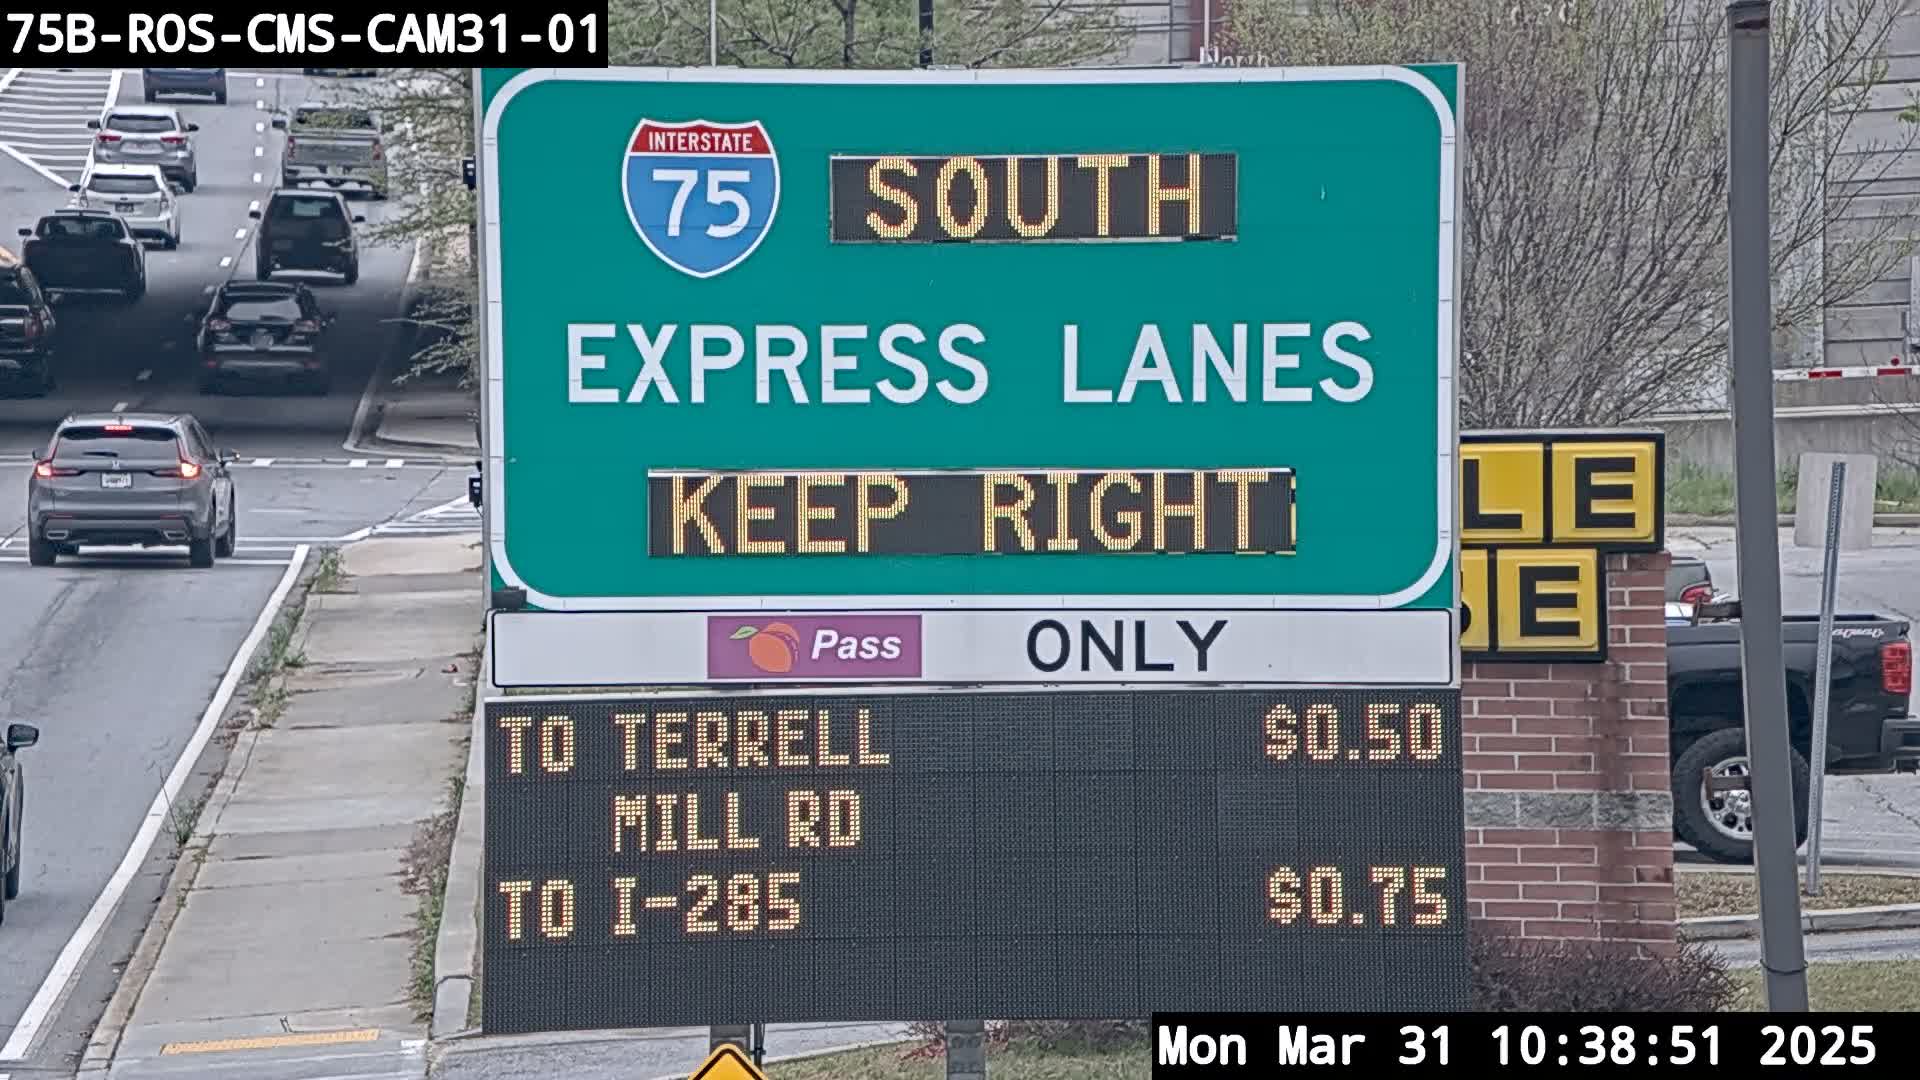 75B-ROS-CMS-CAM31-01
INTERSTATE
75
SOUTH
EXPRESS LANES
KEEP RIGHT
Pass ONLY
TO TERRELL $0.50
MILL RD
TO I-285 $0.75
LE
E
Mon Mar 31 10:38:51 2025